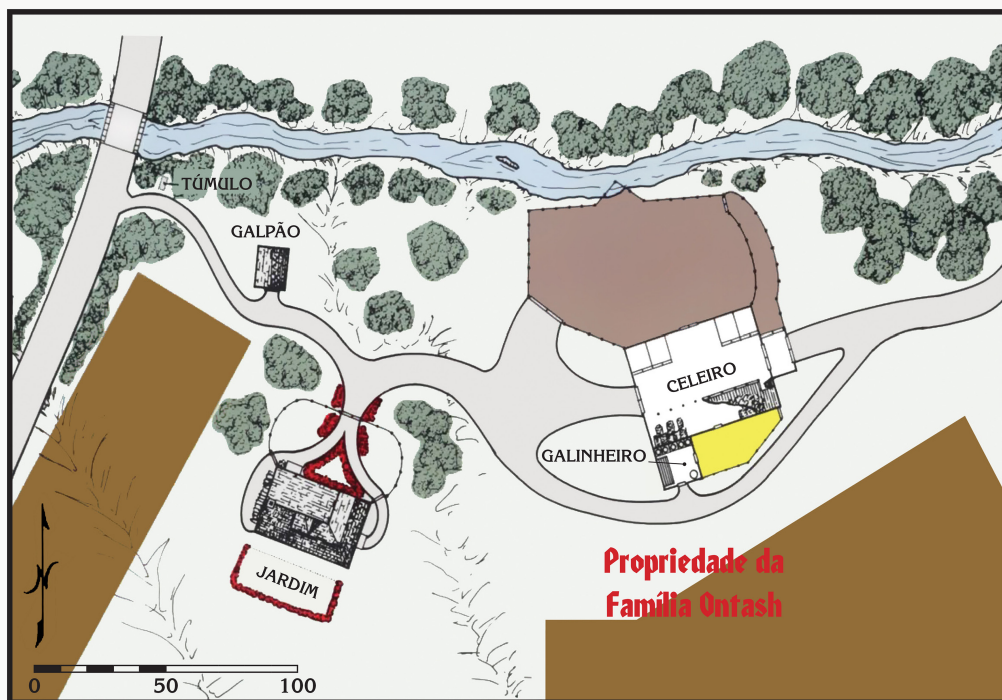 TÚMULO
GALPÃO
CELEIRO
GALINHEIRO
Propriedade da
Família Ontash
JARDIM
N
0 50 100